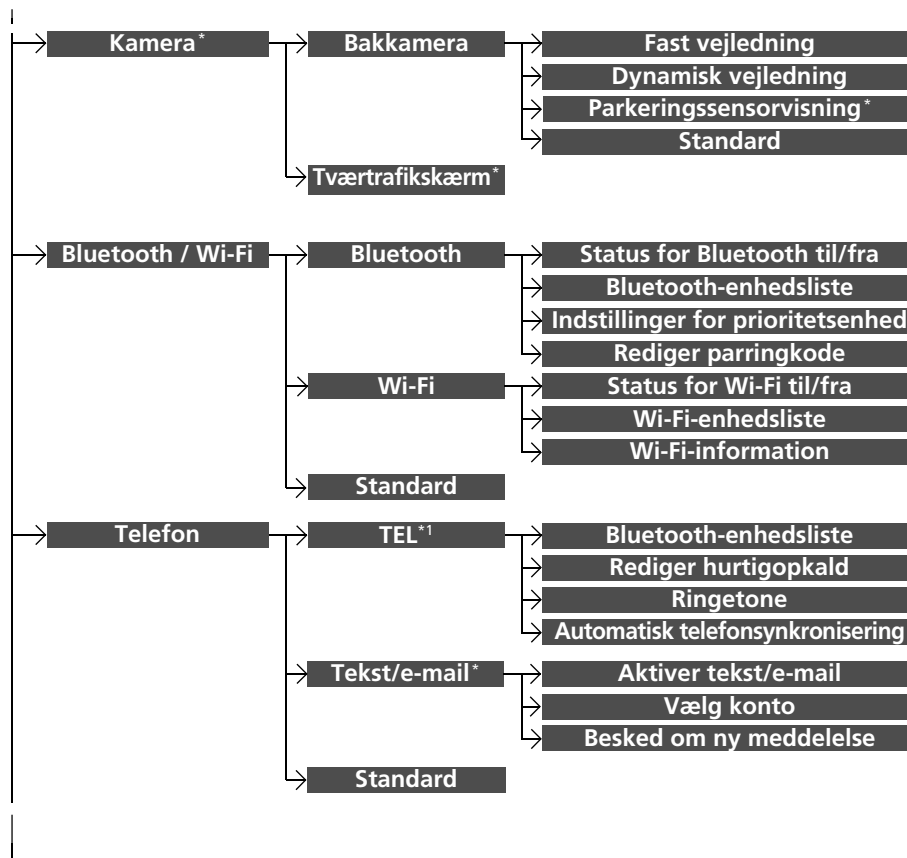 Kamera*
Bakkamera
Fast vejledning
Dynamisk vejledning
Parkeringssensorvisning*
Standard
Tværtrafikskærm*
Bluetooth / Wi-Fi
Bluetooth
Status for Bluetooth til/fra
Bluetooth-enhedsliste
Indstillinger for prioritetsenhed
Rediger parringkode
Wi-Fi
Status for Wi-Fi til/fra
Wi-Fi-enhedsliste
Wi-Fi-information
Standard
Telefon
TEL*1
Bluetooth-enhedsliste
Rediger hurtigopkald
Ringetone
Automatisk telefonsynkronisering
Tekst/e-mail*
Aktiver tekst/e-mail
Vælg konto
Besked om ny meddelelse
Standard